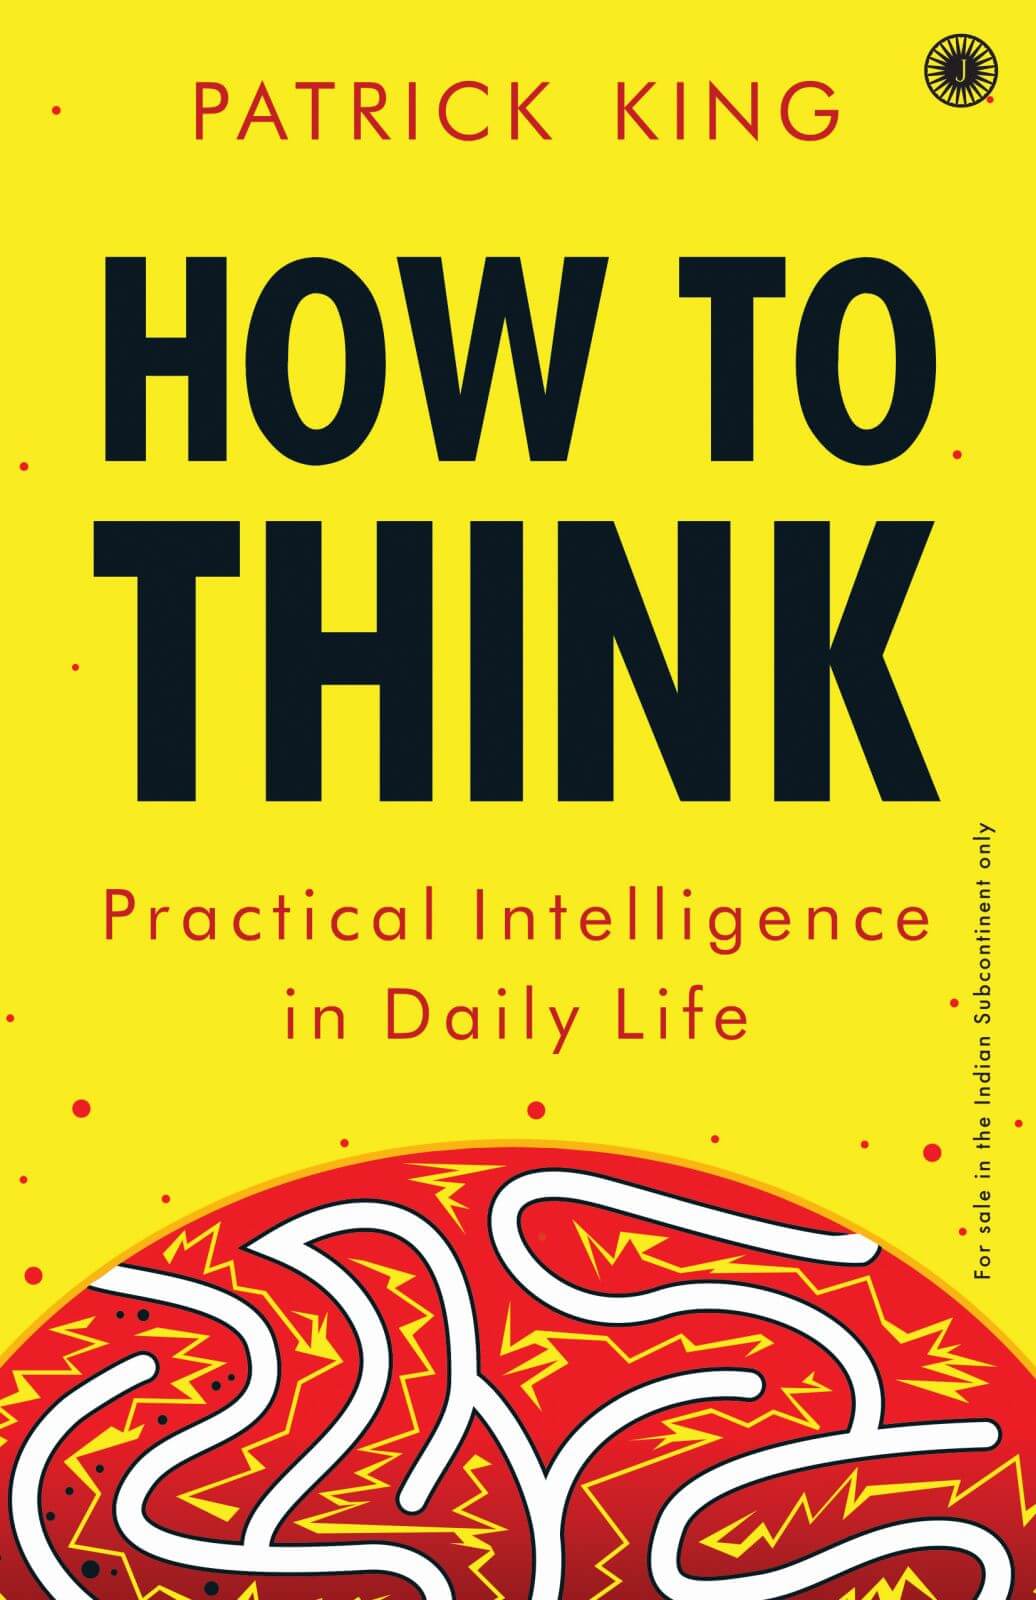 PATRICK KING
J
HOW TO
THINK
Practical Intelligence
in Daily Life
For sale in the Indian Subcontinent only